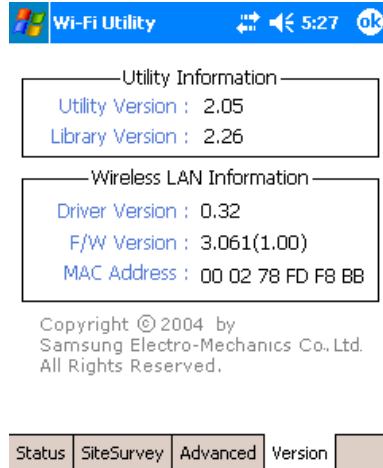 Wi-Fi Utility 5:27 ok
Utility Information
Utility Version : 2.05
Library Version : 2.26
Wireless LAN Information
Driver Version : 0.32
F/W Version : 3.061(1.00)
MAC Address : 00 02 78 FD F8 BB
Copyright © 2004 by
Samsung Electro-Mechanics Co., Ltd.
All Rights Reserved.
Status SiteSurvey Advanced Version